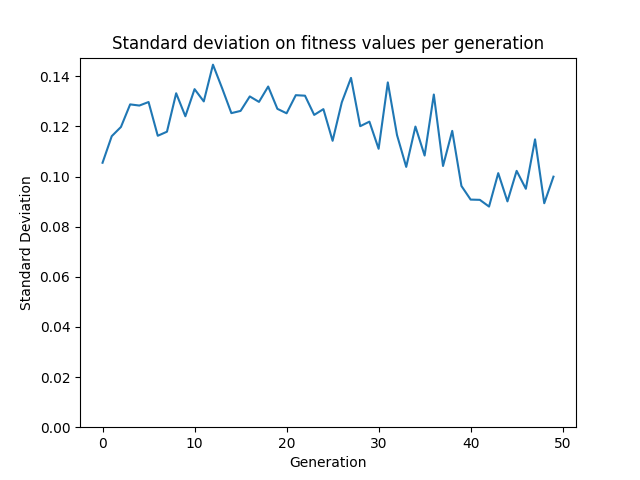 Standard deviation on fitness values per generation
Standard Deviation
0.14
0.12
0.10
0.08
0.06
0.04
0.02
0.00
0 10 20 30 40 50
Generation